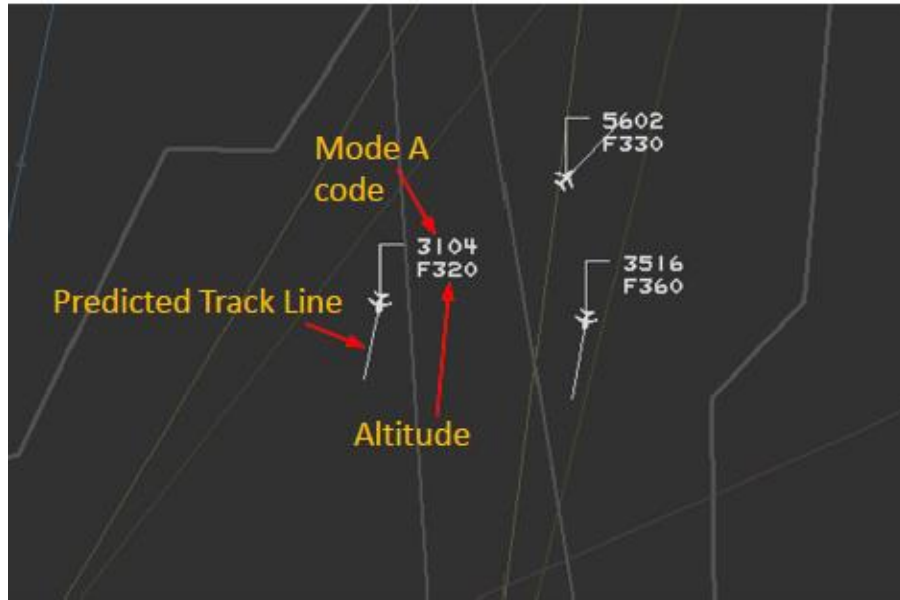 5602
F330
Mode A
code
3104
F320
3516
F360
Predicted Track Line
Altitude